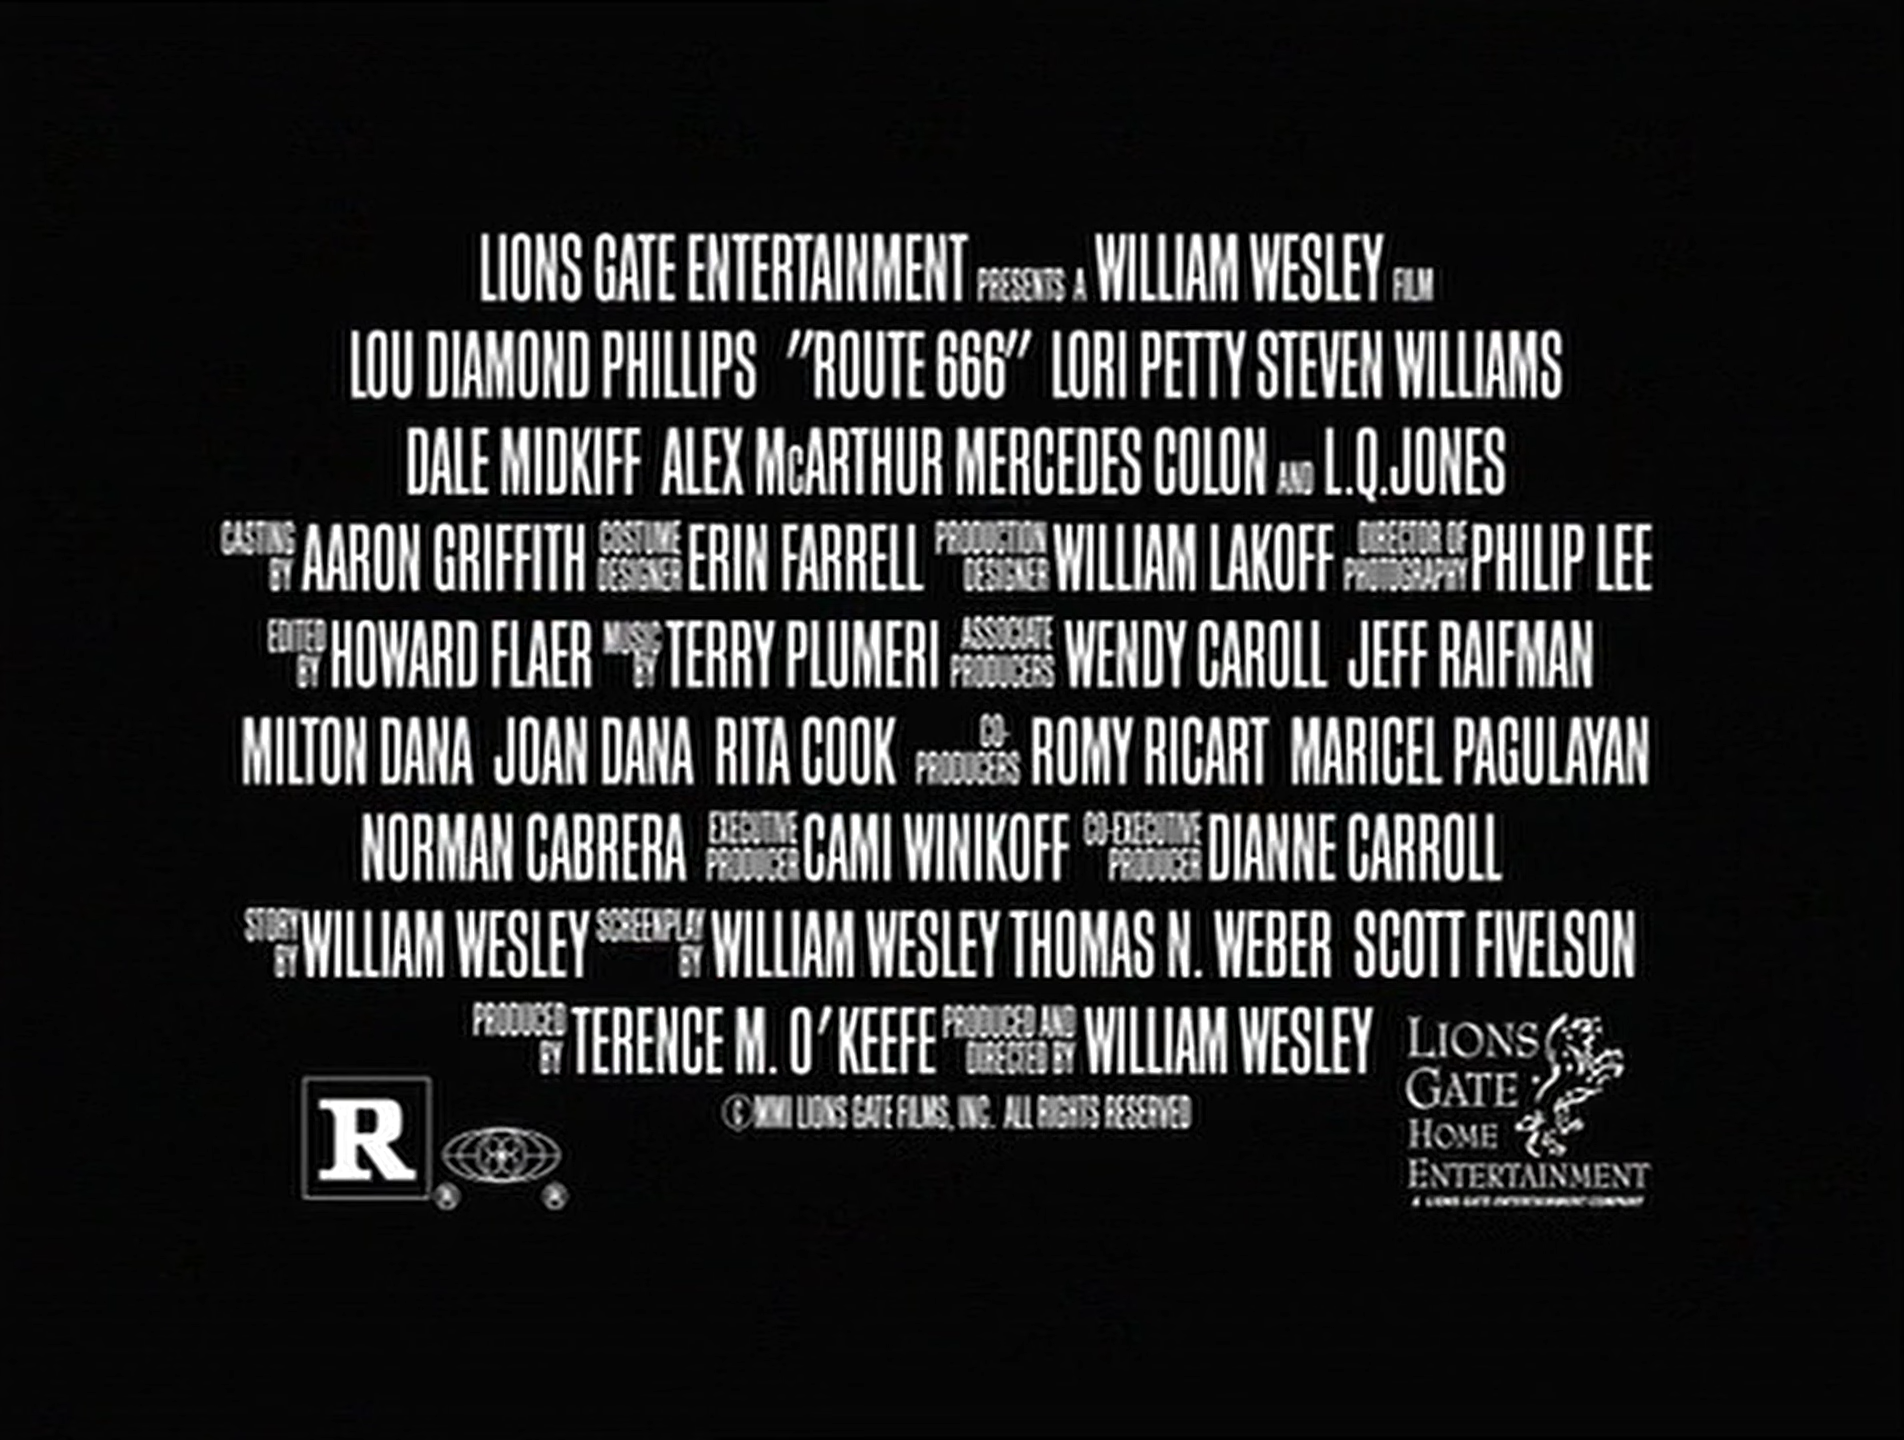 LIONS GATE ENTERTAINMENT PRESENTS A WILLIAM WESLEY FILM
LOU DIAMOND PHILLIPS "ROUTE 666" LORI PETTY STEVEN WILLIAMS
DALE MIDKIFF ALEX McARTHUR MERCEDES COLON AND L.Q.JONES
CASTING BY AARON GRIFFITH COSTUME DESIGNER ERIN FARRELL PRODUCTION DESIGNER WILLIAM LAKOFF DIRECTOR OF PHOTOGRAPHY PHILIP LEE
EDITED BY HOWARD FLAER MUSIC BY TERRY PLUMERI ASSOCIATE PRODUCERS WENDY CAROLL JEFF RAIFMAN
MILTON DANA JOAN DANA RITA COOK CO-PRODUCERS ROMY RICART MARICEL PAGULAYAN
NORMAN CABRERA EXECUTIVE PRODUCER CAMI WINIKOFF CO-EXECUTIVE PRODUCER DIANNE CARROLL
STORY BY WILLIAM WESLEY SCREENPLAY BY WILLIAM WESLEY THOMAS N. WEBER SCOTT FIVELSON
PRODUCED BY TERENCE M. O'KEEFE PRODUCED AND DIRECTED BY WILLIAM WESLEY
© MMI LIONS GATE FILMS, INC. ALL RIGHTS RESERVED
R
LIONS
GATE
HOME
ENTERTAINMENT
A LIONS GATE ENTERTAINMENT COMPANY